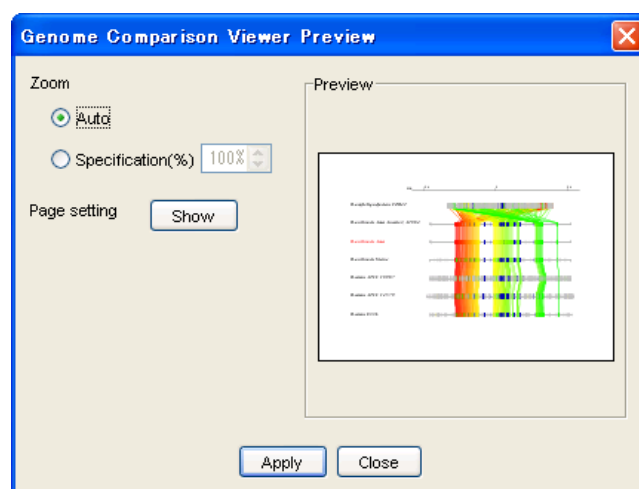 Genome Comparison Viewer Preview
Zoom
Auto
Specification(%) 100%
Page setting Show
Preview
Apply Close